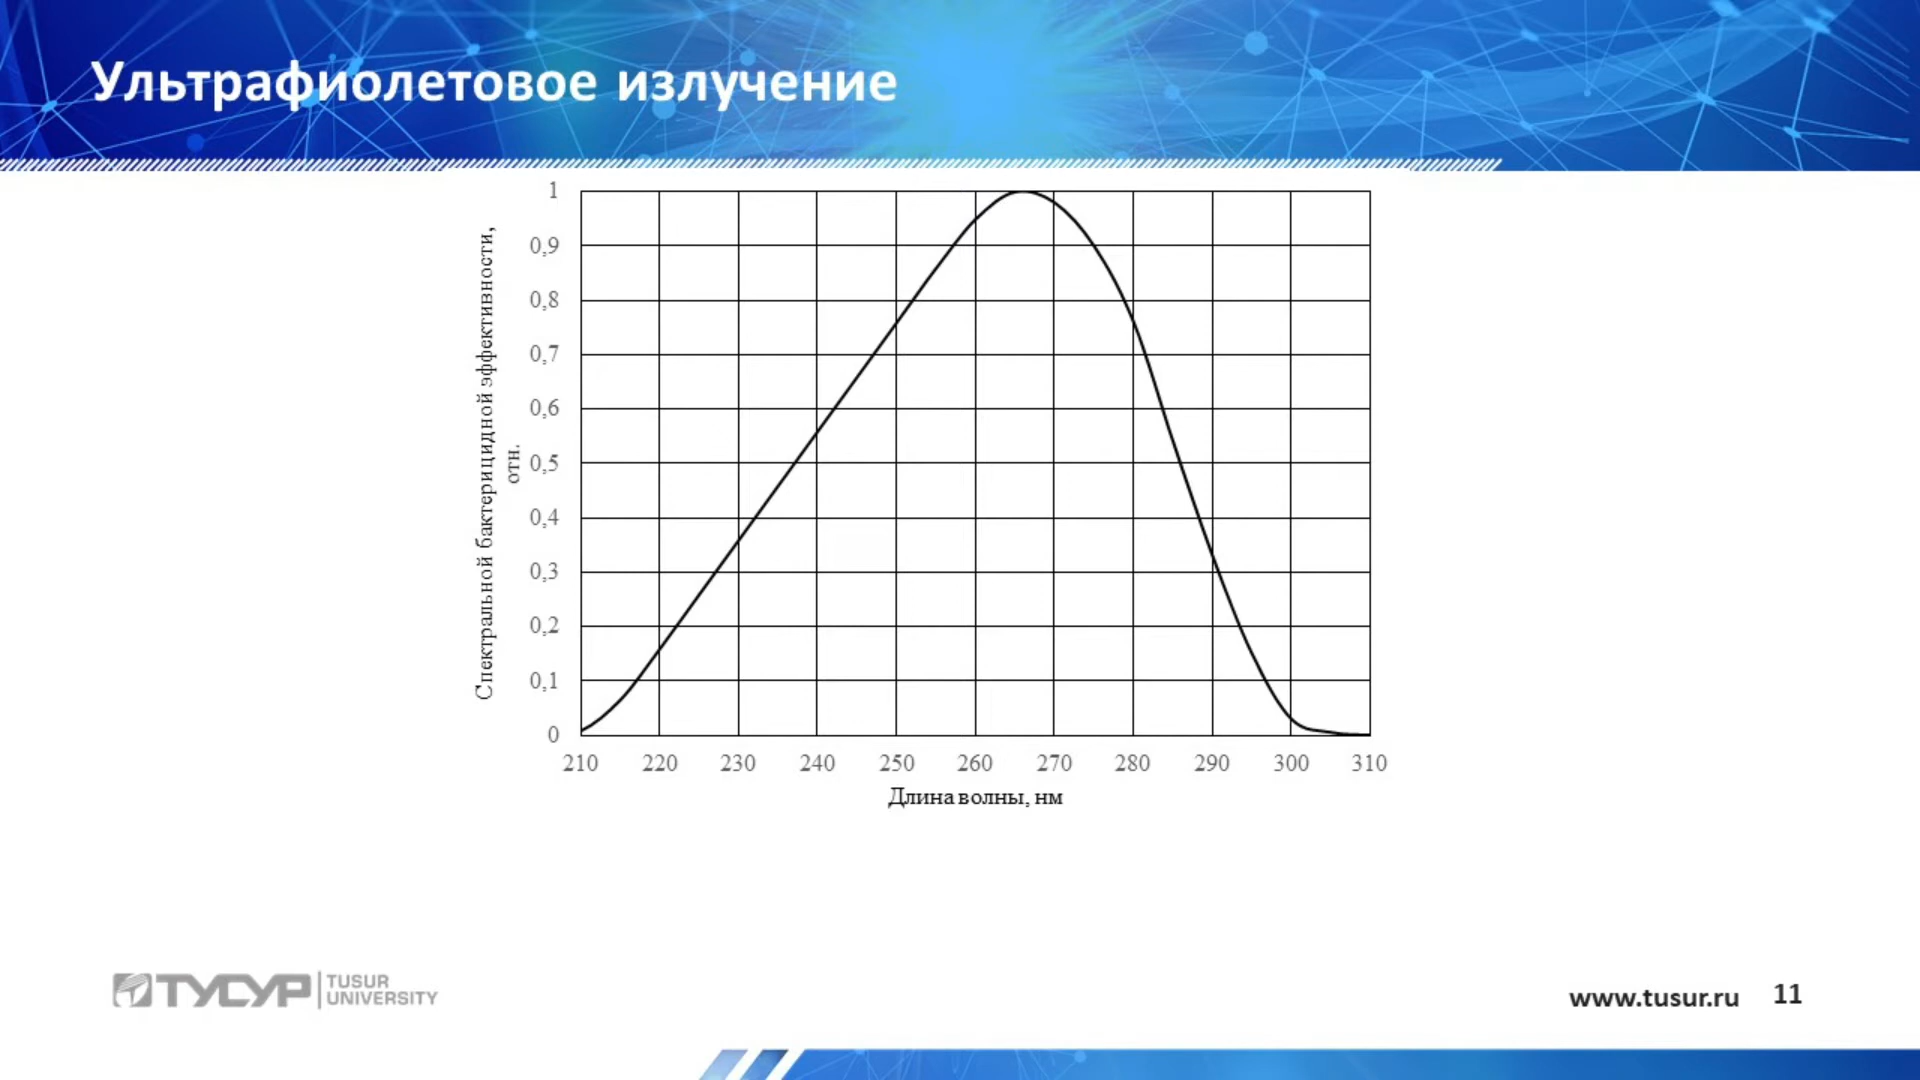 Ультрафиолетовое излучение
Спектральной бактерицидной эффективности,
отн.
1
0,9
0,8
0,7
0,6
0,5
0,4
0,3
0,2
0,1
0
210 220 230 240 250 260 270 280 290 300 310
Длина волны, нм
ТУСУР
TUSUR
UNIVERSITY
www.tusur.ru 11